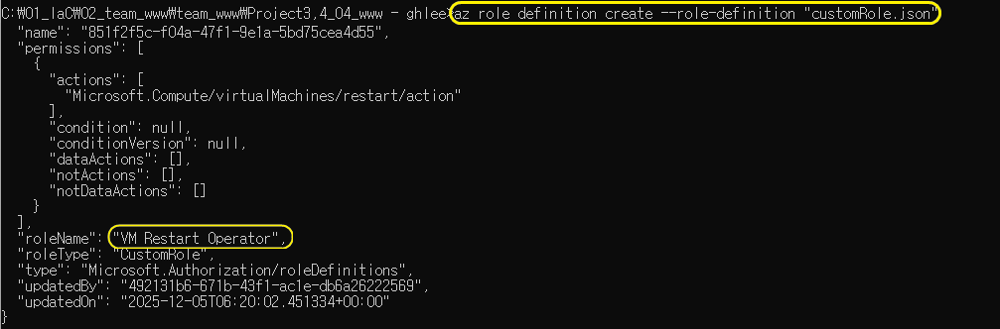 C:₩01_IaC₩02_team_www₩team_www₩Project3,4_04_www - ghlee>az role definition create --role-definition "customRole.json"
"name": "851f2f5c-f04a-47f1-9e1a-5bd75cea4d55",
"permissions": [
{
"actions": [
"Microsoft.Compute/virtualMachines/restart/action"
],
"condition": null,
"conditionVersion": null,
"dataActions": [],
"notActions": [],
"notDataActions": []
}
],
"roleName": "VM Restart Operator",
"roleType": "CustomRole",
"type": "Microsoft.Authorization/roleDefinitions",
"updatedBy": "492131b6-671b-43f1-ac1e-db6a26222569",
"updatedOn": "2025-12-05T06:20:02.451334+00:00"
}